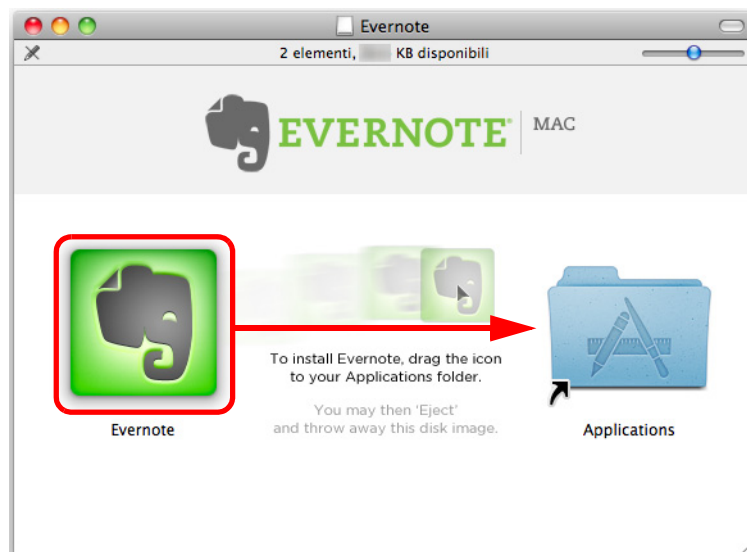 Evernote
2 elementi, KB disponibili
EVERNOTE® MAC
To install Evernote, drag the icon
to your Applications folder.
You may then 'Eject'
and throw away this disk image.
Evernote
Applications